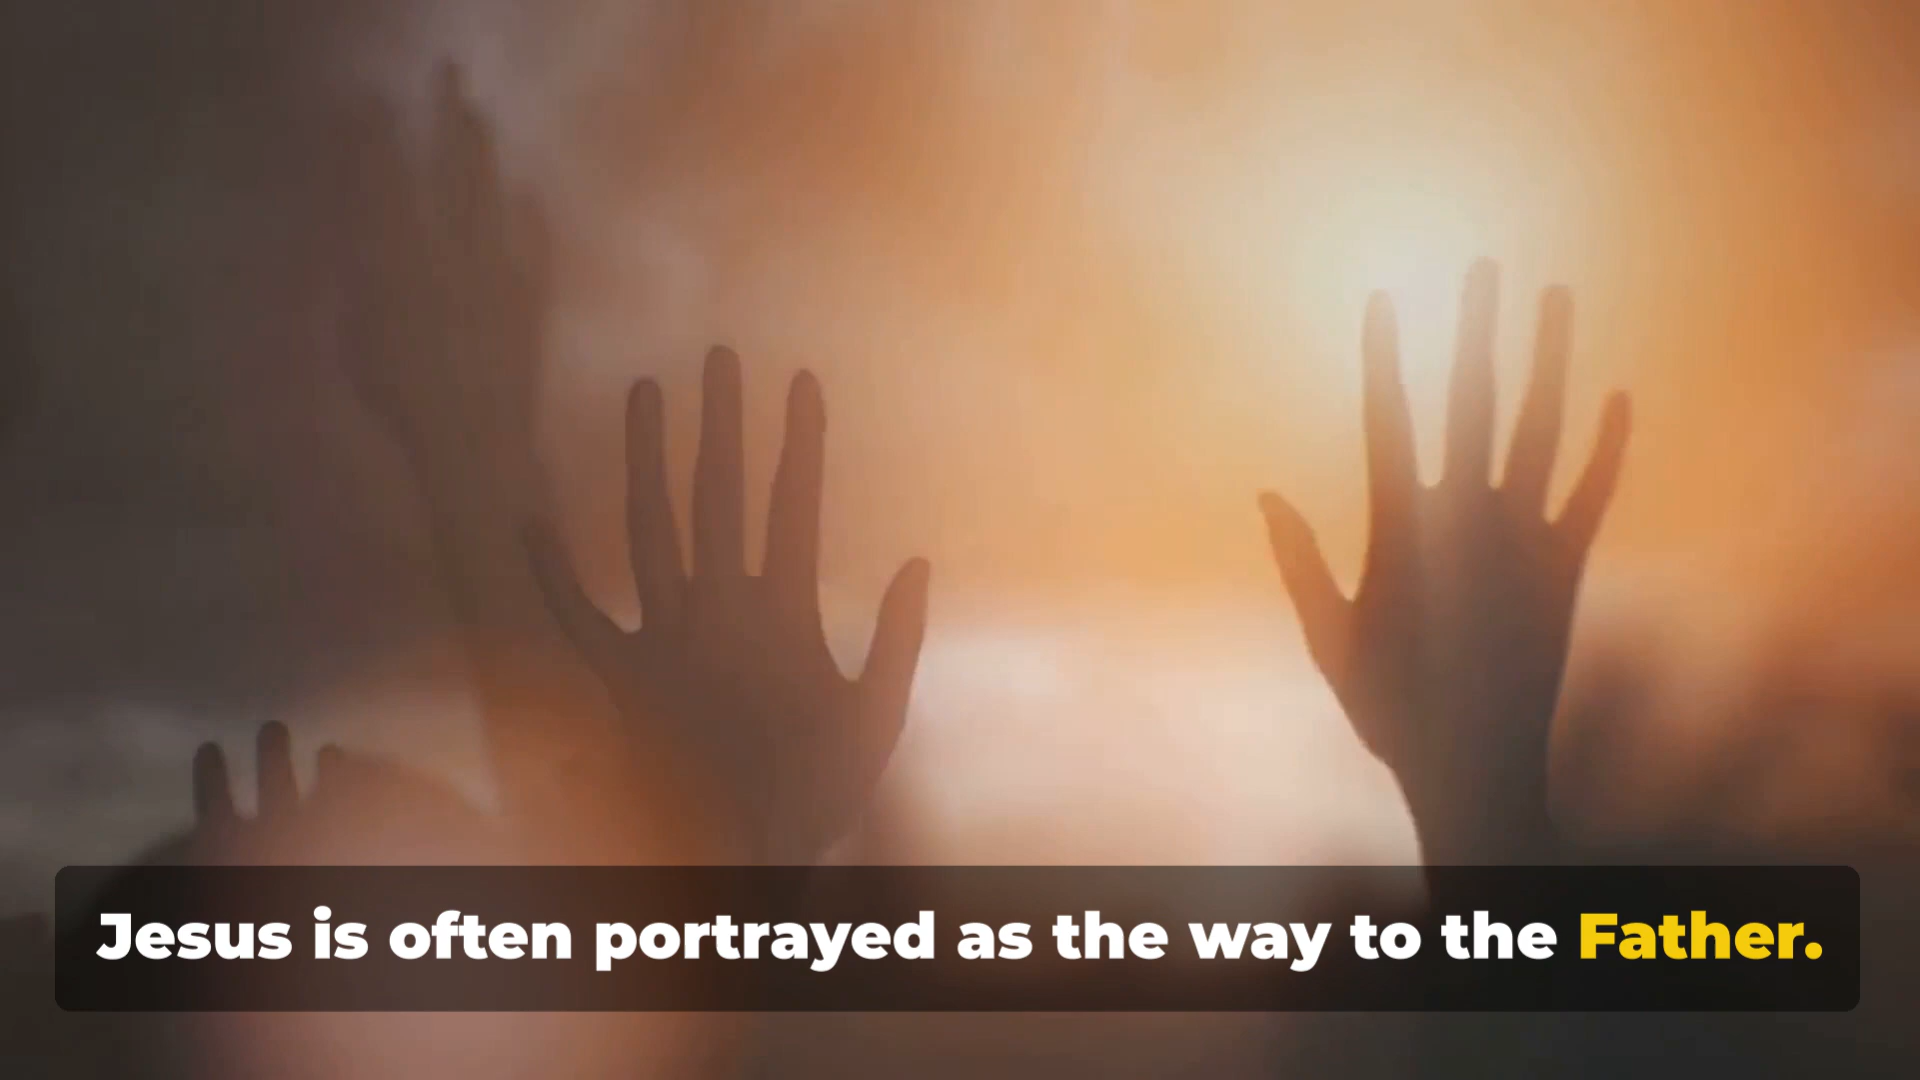 Jesus is often portrayed as the way to the Father.